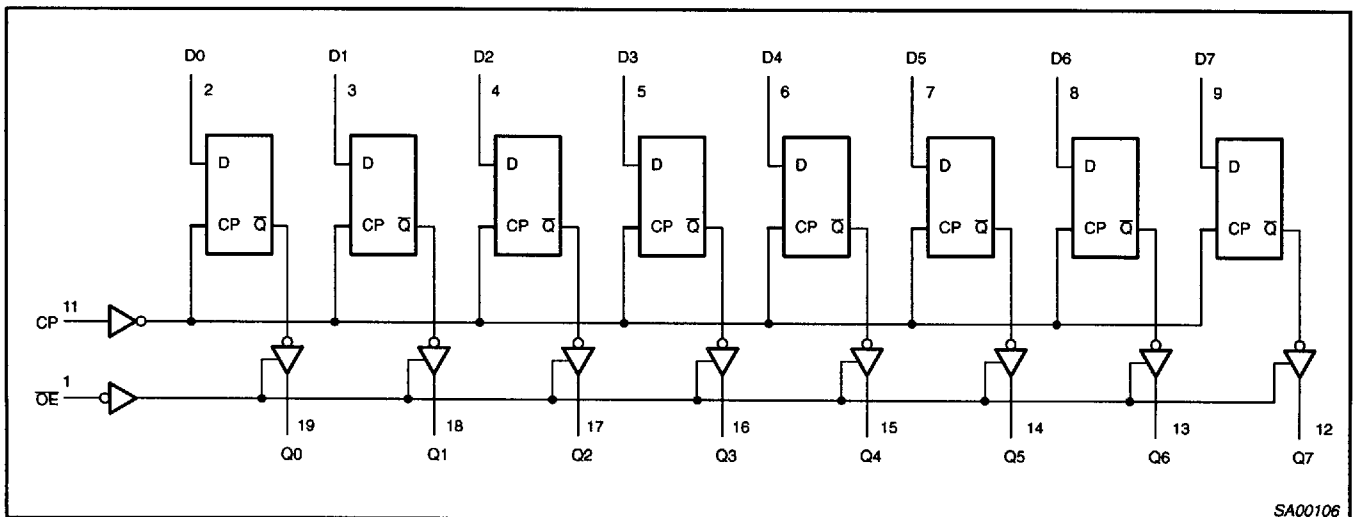 D0 D1 D2 D3 D4 D5 D6 D7
2 3 4 5 6 7 8 9
D D D D D D D D
CP Q̅ CP Q̅ CP Q̅ CP Q̅ CP Q̅ CP Q̅ CP Q̅ CP Q̅
11
CP
1
O̅E̅
19 18 17 16 15 14 13 12
Q0 Q1 Q2 Q3 Q4 Q5 Q6 Q7
SA00106